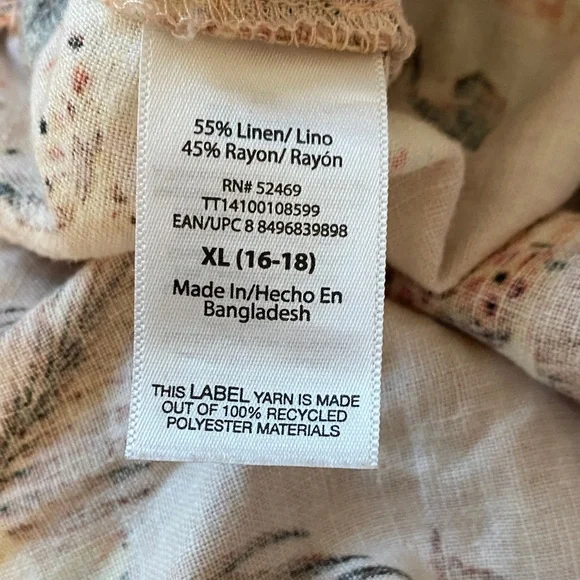 55% Linen/ Lino
45% Rayon/ Rayón
RN# 52469
TT14100108599
EAN/UPC 8 8496839898
XL (16-18)
Made In/Hecho En
Bangladesh
THIS LABEL YARN IS MADE
OUT OF 100% RECYCLED
POLYESTER MATERIALS